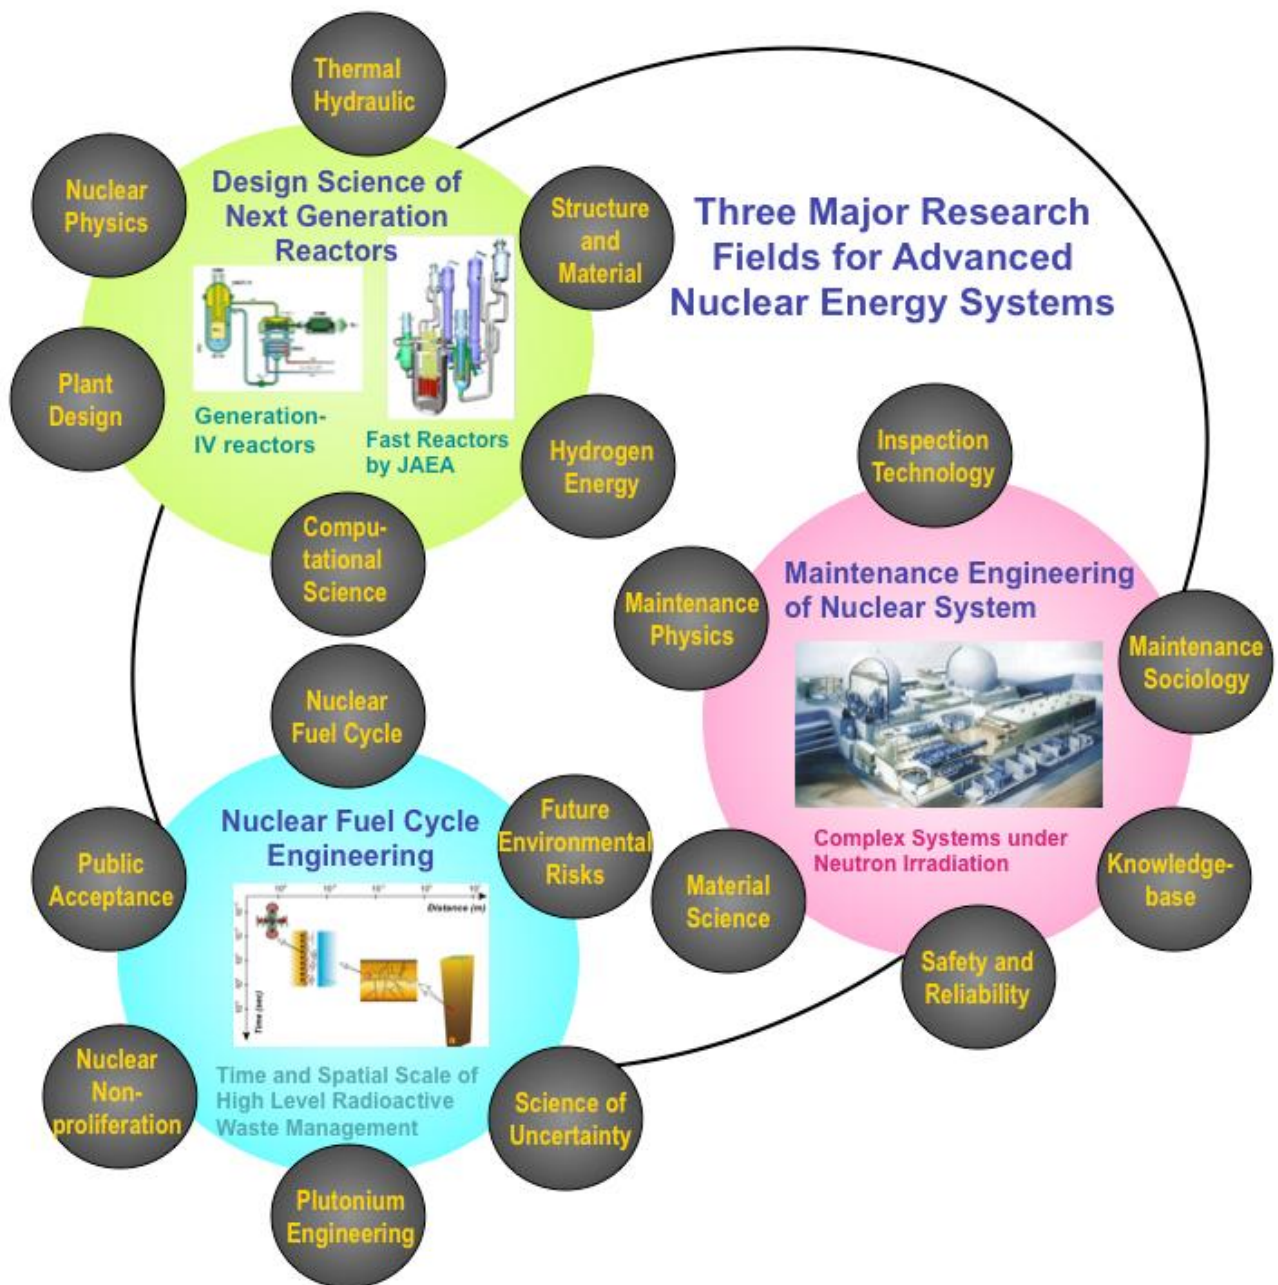 Thermal
Hydraulic
Nuclear
Physics
Design Science of
Next Generation
Reactors
Structure
and
Material
Three Major Research
Fields for Advanced
Nuclear Energy Systems
Plant
Design
Generation-
IV reactors
Fast Reactors
by JAEA
Hydrogen
Energy
Compu-
tational
Science
Inspection
Technology
Maintenance Engineering
of Nuclear System
Maintenance
Physics
Maintenance
Sociology
Complex Systems under
Neutron Irradiation
Knowledge-
base
Material
Science
Safety and
Reliability
Nuclear
Fuel Cycle
Nuclear Fuel Cycle
Engineering
Future
Environmental
Risks
Public
Acceptance
Distance (m)
Time (sec)
Time and Spatial Scale of
High Level Radioactive
Waste Management
Nuclear
Non-
proliferation
Science of
Uncertainty
Plutonium
Engineering